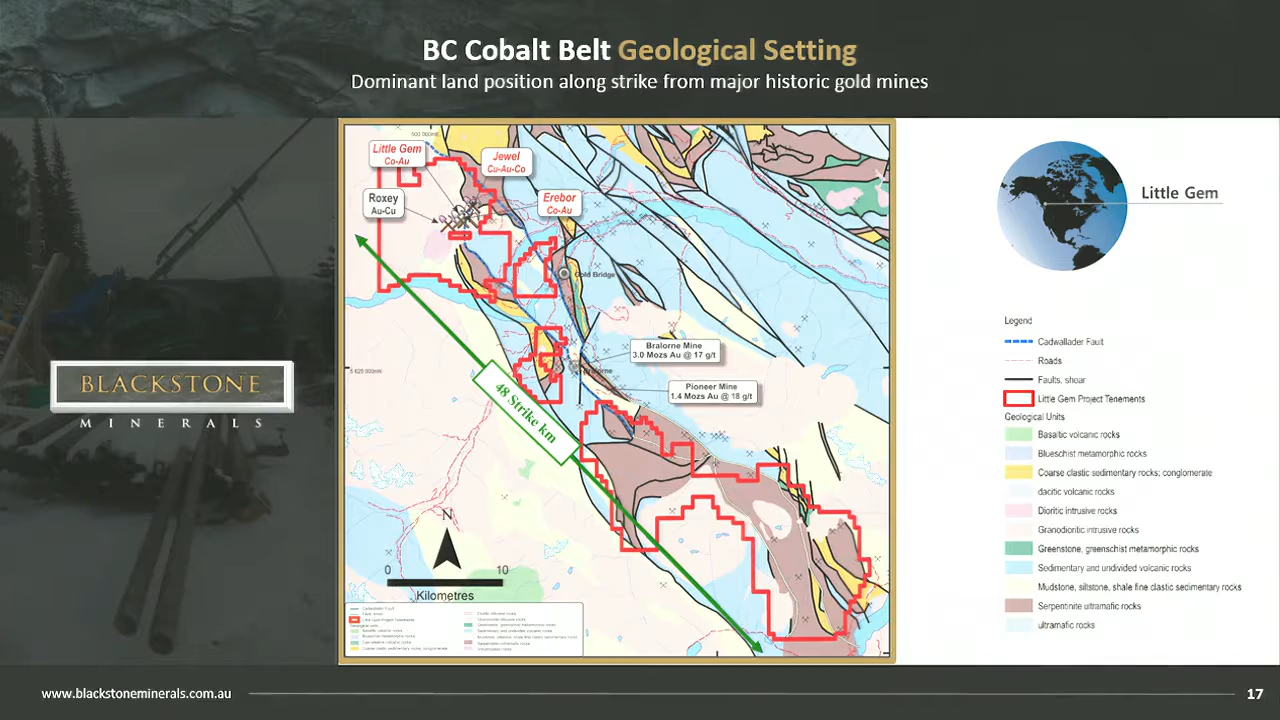 BC Cobalt Belt Geological Setting
Dominant land position along strike from major historic gold mines
Little Gem
Co-Au
Jewel
Cu-Au-Co
Roxey
Au-Cu
Erebor
Co-Au
Gold Bridge
Bralorne Mine
3.0 Mozs Au @ 17 g/t
Pioneer Mine
1.4 Mozs Au @ 18 g/t
5 625 000mN
48 Strike km
N
0 10
Kilometres
BLACKSTONE
MINERALS
Little Gem
Legend
Cadwallader Fault
Roads
Faults, shear
Little Gem Project Tenements
Geological Units
Basaltic volcanic rocks
Blueschist metamorphic rocks
Coarse clastic sedimentary rocks; conglomerate
dacitic volcanic rocks
Dioritic intrusive rocks
Granodioritic intrusive rocks
Greenstone, greenschist metamorphic rocks
Sedimentary and undivided volcanic rocks
Mudstone, siltstone, shale fine clastic sedimentary rocks
Serpentinite ultramafic rocks
ultramafic rocks
www.blackstoneminerals.com.au
17